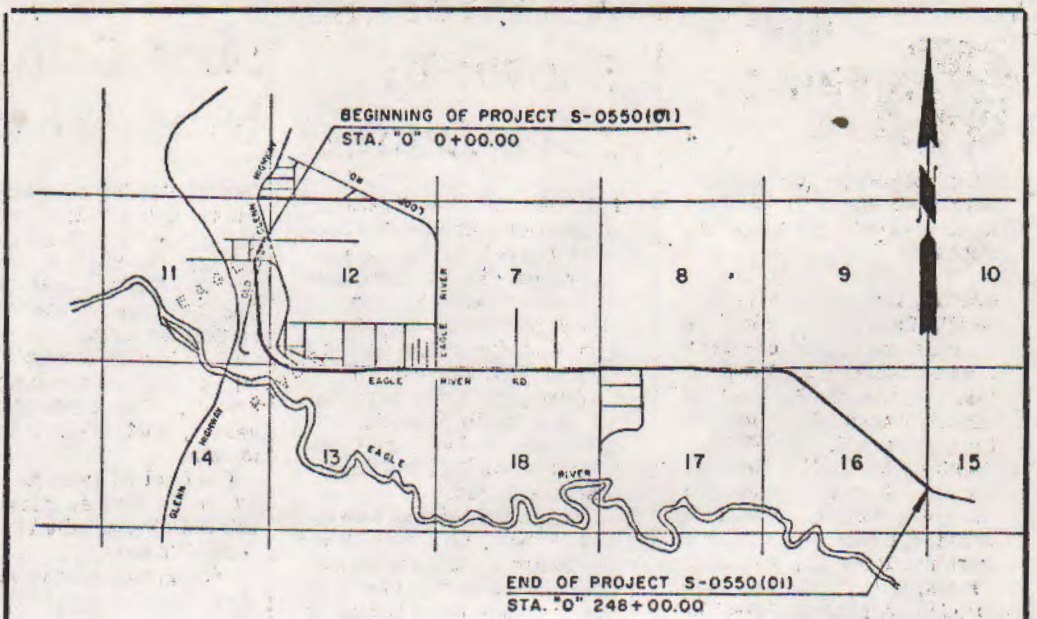 BEGINNING OF PROJECT S-0550(01)
STA. "O" 0+00.00
HIGHWAY
GLENN
OLD
LOOP RD
EAGLE RIVER
11
12
7
8
9
10
EAGLE RIVER RD
GLENN HIGHWAY
14
13
EAGLE
18
RIVER
17
16
15
END OF PROJECT S-0550(01)
STA. "O" 248+00.00